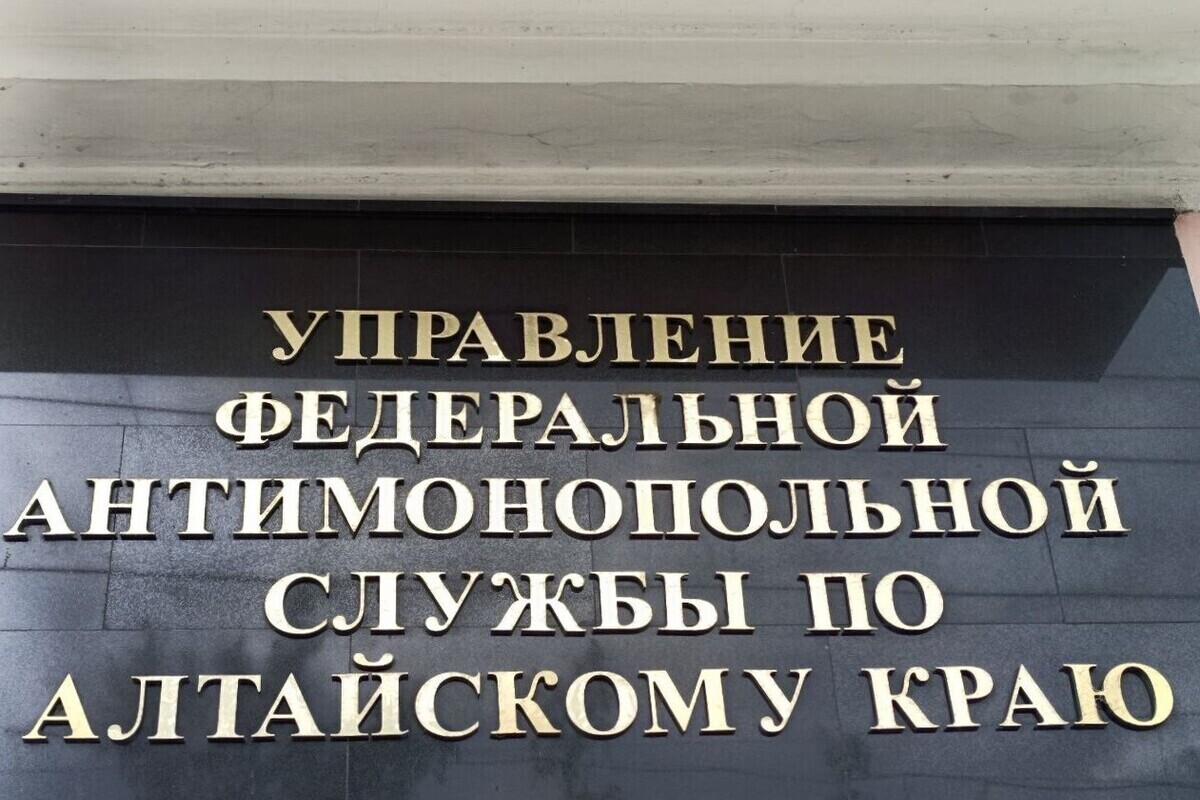 УПРАВЛЕНИЕ
ФЕДЕРАЛЬНОЙ
АНТИМОНОПОЛЬНОЙ
СЛУЖБЫ ПО
АЛТАЙСКОМУ КРАЮ